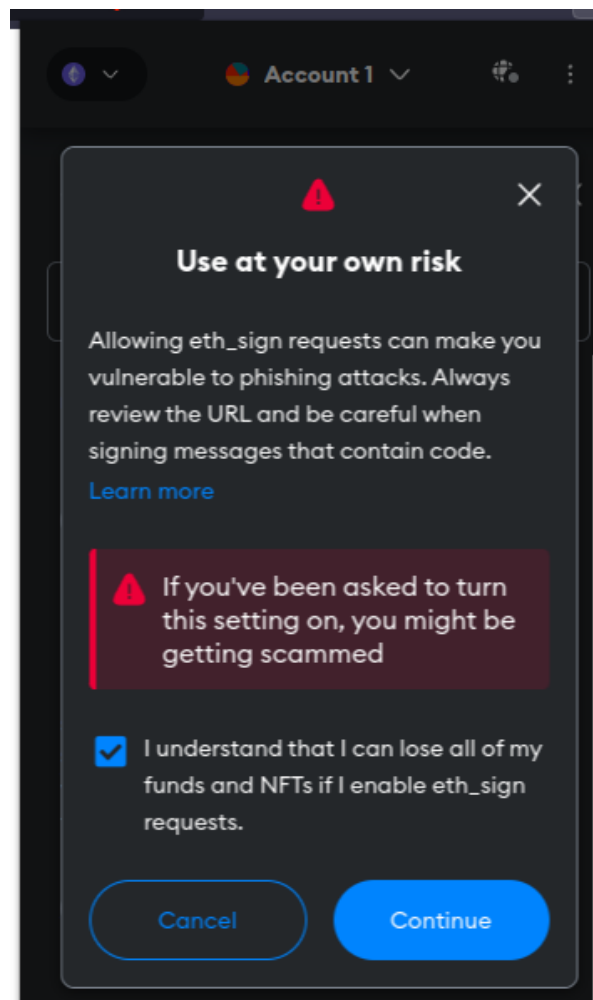 Account 1
Use at your own risk
Allowing eth_sign requests can make you
vulnerable to phishing attacks. Always
review the URL and be careful when
signing messages that contain code.
Learn more
If you've been asked to turn
this setting on, you might be
getting scammed
I understand that I can lose all of my
funds and NFTs if I enable eth_sign
requests.
Cancel Continue